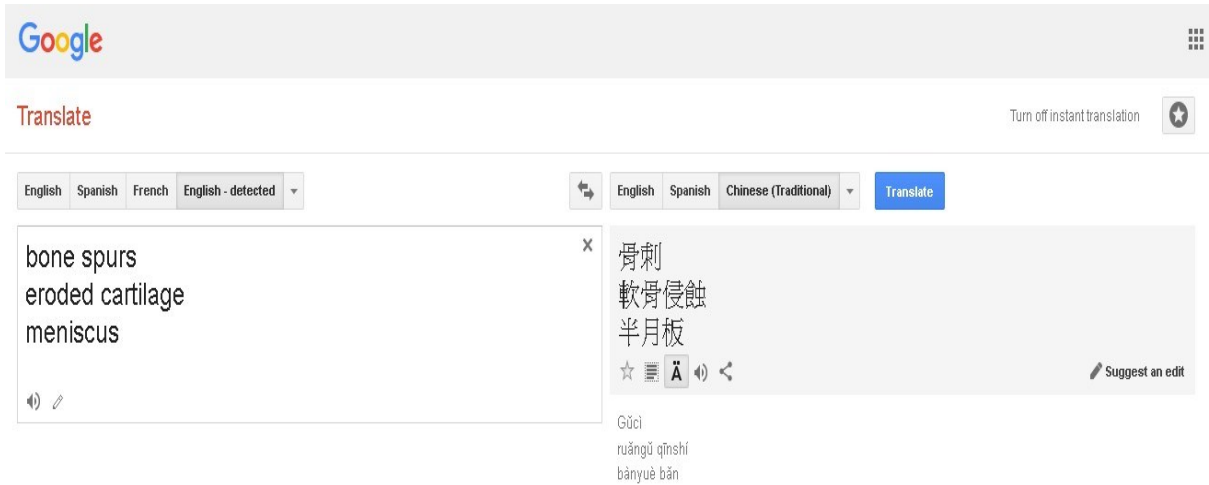 Google
Translate
Turn off instant translation
English Spanish French English - detected
English Spanish Chinese (Traditional) Translate
bone spurs
eroded cartilage
meniscus
骨刺
軟骨侵蝕
半月板
Ä
Suggest an edit
Gǔcì
ruǎngǔ qīnshí
bànyuè bǎn